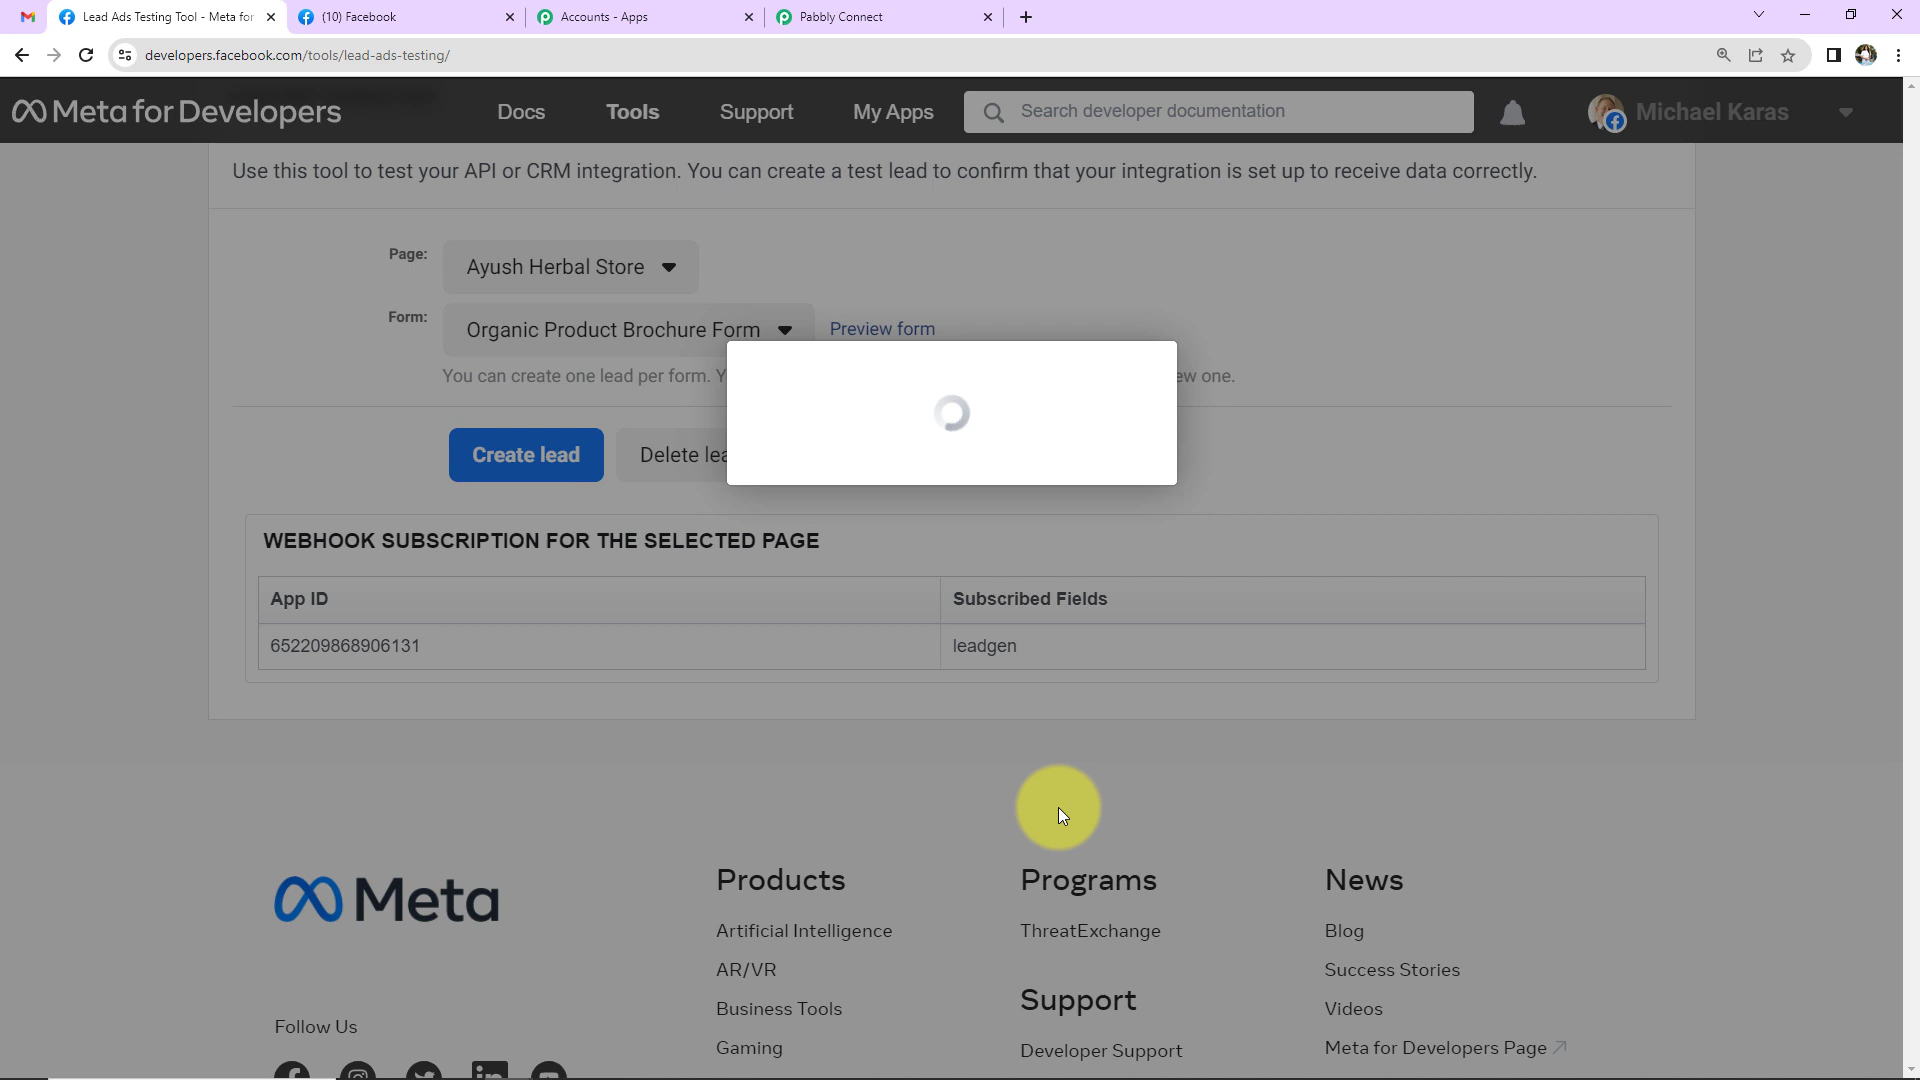 Lead Ads Testing Tool - Meta for
(10) Facebook
Accounts - Apps
Pabbly Connect
developers.facebook.com/tools/lead-ads-testing/
Meta for Developers
Docs
Tools
Support
My Apps
Search developer documentation
Michael Karas
Use this tool to test your API or CRM integration. You can create a test lead to confirm that your integration is set up to receive data correctly.
Page:
Ayush Herbal Store
Form:
Organic Product Brochure Form
Preview form
You can create one lead per form. Y
ew one.
Create lead
Delete lea
WEBHOOK SUBSCRIPTION FOR THE SELECTED PAGE
App ID
Subscribed Fields
652209868906131
leadgen
Meta
Follow Us
Products
Artificial Intelligence
AR/VR
Business Tools
Gaming
Programs
ThreatExchange
Support
Developer Support
News
Blog
Success Stories
Videos
Meta for Developers Page